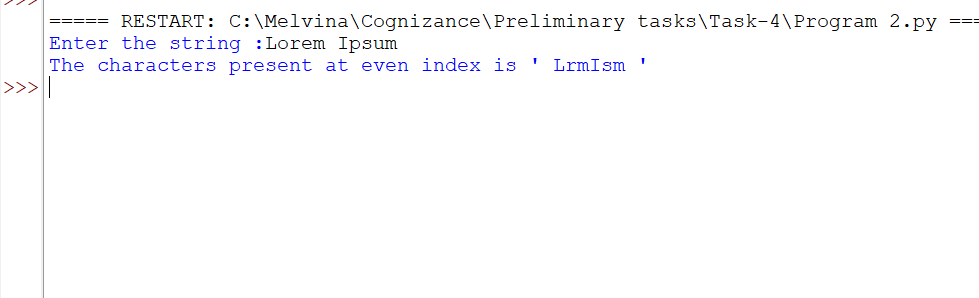 >>>
===== RESTART: C:\Melvina\Cognizance\Preliminary tasks\Task-4\Program 2.py ===
Enter the string :Lorem Ipsum
The characters present at even index is ' LrmIsm '
>>>